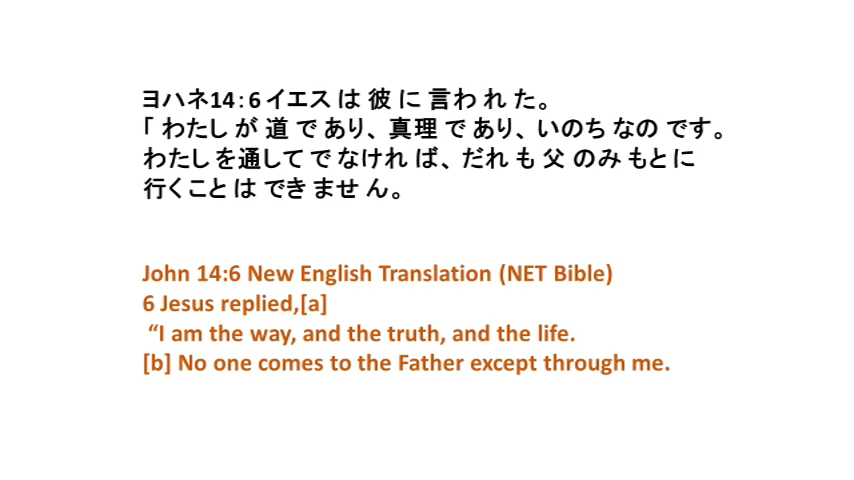 ヨハネ14:6 イエス は 彼 に 言わ れ た。
「 わたし が 道 で あり、 真理 で あり、 いのち なの です。
わたし を通して で なけれ ば、 だれ も 父 のみ もと に
行くこと は でき ませ ん。
John 14:6 New English Translation (NET Bible)
6 Jesus replied,[a]
“I am the way, and the truth, and the life.
[b] No one comes to the Father except through me.